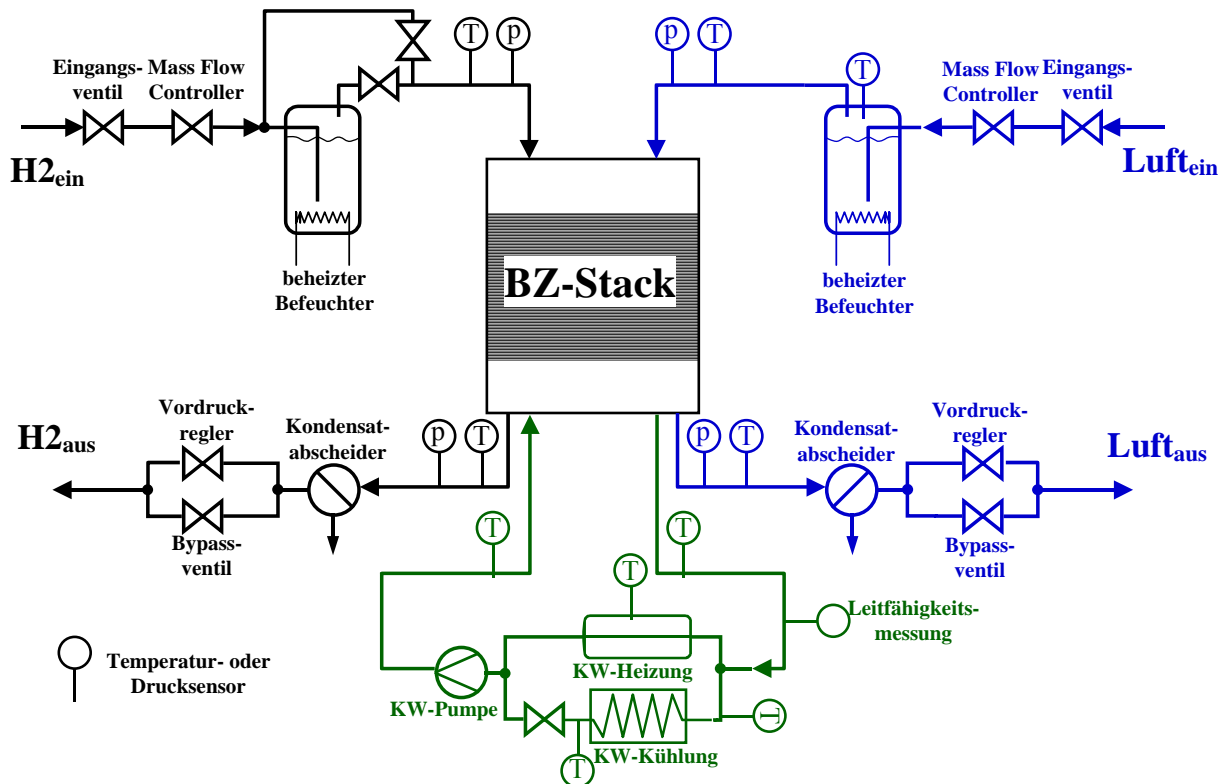 T
p
p
T
Eingangs-
ventil
Mass Flow
Controller
T
Mass Flow
Controller
Eingangs-
ventil
H2ein
Luftein
BZ-Stack
beheizter
Befeuchter
beheizter
Befeuchter
H2aus
Vordruck-
regler
Kondensat-
abscheider
p
T
p
T
Kondensat-
abscheider
Vordruck-
regler
Luftaus
Bypass-
ventil
T
T
Bypass-
ventil
T
Leitfähigkeits-
messung
Temperatur- oder
Drucksensor
KW-Heizung
KW-Pumpe
T
KW-Kühlung
T